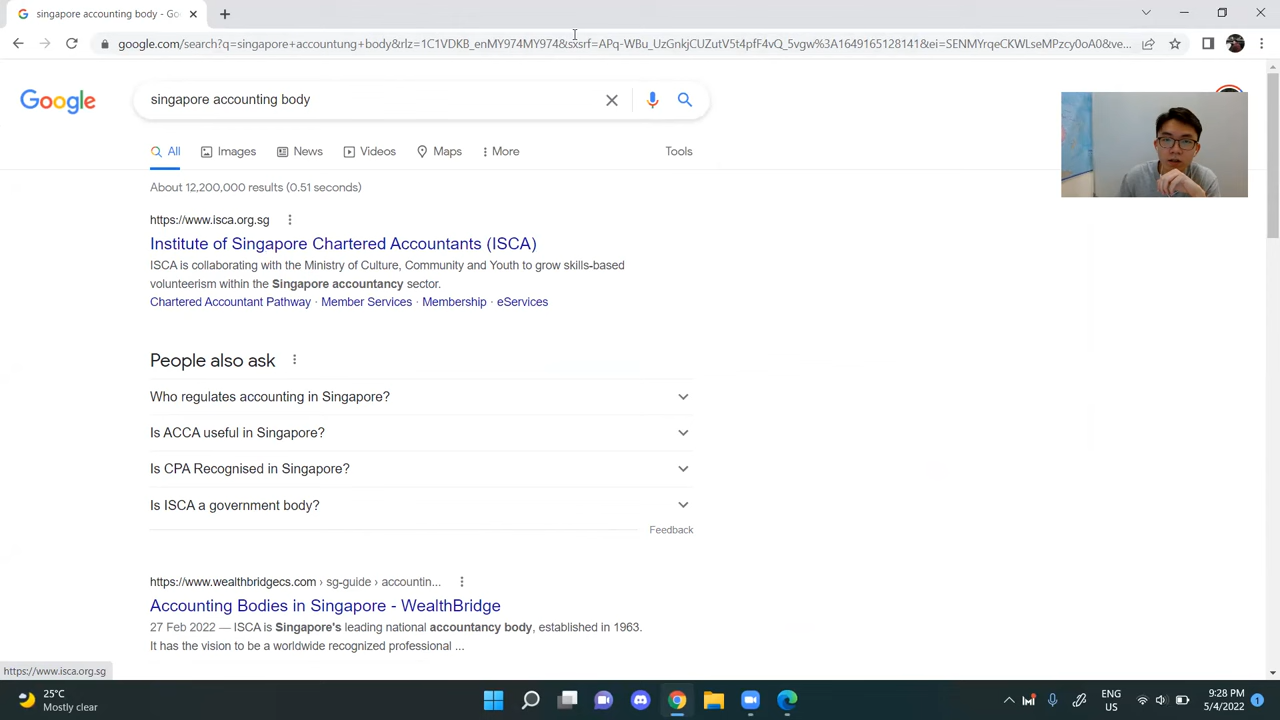 singapore accounting body - Go
google.com/search?q=singapore+accountung+body&rlz=1C1VDKB_enMY974MY974&sxsrf=APq-WBu_UzGnkjCUZutV5t4pfF4vQ_5vgw%3A1649165128141&ei=SENMYrqeCKWLseMPzcy0oA0&ve...
Google
singapore accounting body
All Images News Videos Maps More Tools
About 12,200,000 results (0.51 seconds)
https://www.isca.org.sg
Institute of Singapore Chartered Accountants (ISCA)
ISCA is collaborating with the Ministry of Culture, Community and Youth to grow skills-based
volunteerism within the Singapore accountancy sector.
Chartered Accountant Pathway · Member Services · Membership · eServices
People also ask
Who regulates accounting in Singapore?
Is ACCA useful in Singapore?
Is CPA Recognised in Singapore?
Is ISCA a government body?
Feedback
https://www.wealthbridgecs.com › sg-guide › accountin...
Accounting Bodies in Singapore - WealthBridge
27 Feb 2022 — ISCA is Singapore's leading national accountancy body, established in 1963.
It has the vision to be a worldwide recognized professional ...
https://www.isca.org.sg
25°C
Mostly clear
ENG
US
9:28 PM
5/4/2022
1